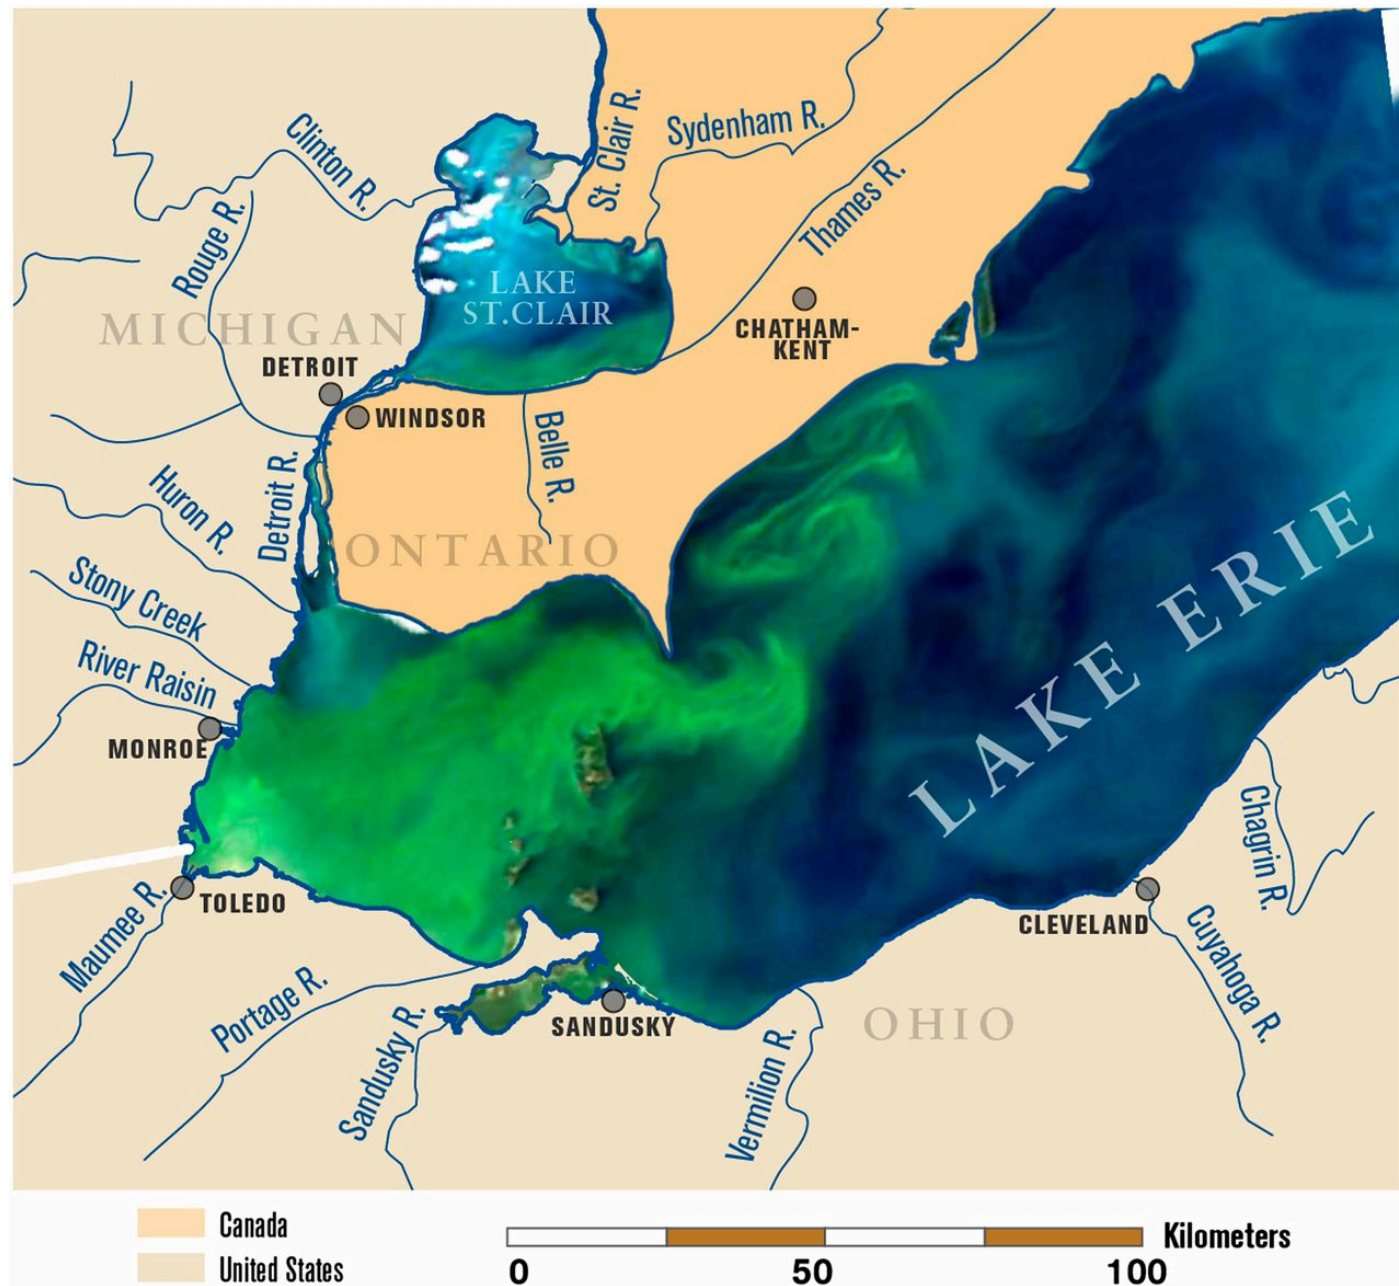 Clinton R.
St. Clair R.
Sydenham R.
Thames R.
Rouge R.
LAKE
ST.CLAIR
MICHIGAN
CHATHAM-
KENT
DETROIT
WINDSOR
Belle R.
Huron R.
Detroit R.
ONTARIO
Stony Creek
River Raisin
LAKE ERIE
MONROE
Chagrin R.
TOLEDO
Maumee R.
CLEVELAND
Cuyahoga R.
Portage R.
Sandusky R.
SANDUSKY
OHIO
Vermilion R.
Canada
United States
Kilometers
0 50 100